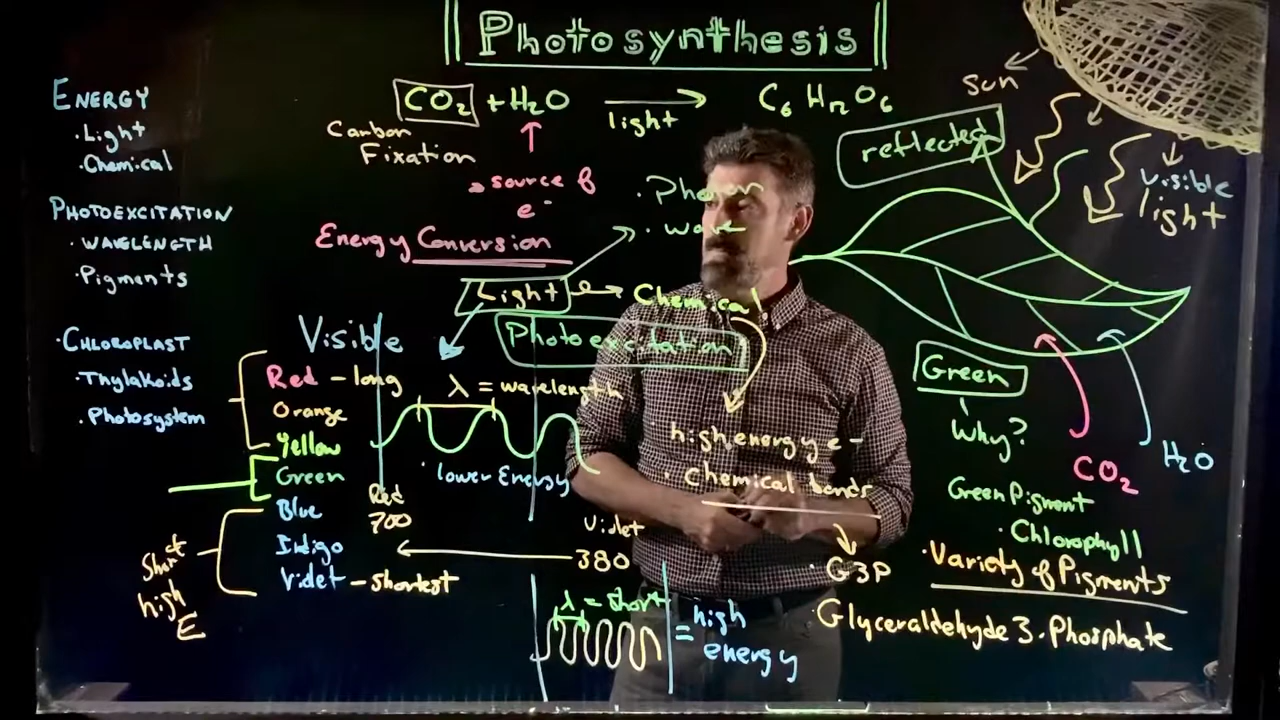 Photosynthesis
ENERGY
· Light
· Chemical
PHOTOEXCITATION
· WAVELENGTH
· Pigments
· CHLOROPLAST
· Thylakoids
· Photosystem
CO2 + H2O → C6 H12 O6
light
Carbon
Fixation
source of
e-
Energy Conversion
· Photon
· wave
Light → Chemical
Photoexcitation
Visible
Red - long
Orange
Yellow
Green
Blue
Indigo
Violet - shortest
Short
high
E
λ = wavelength
· lower Energy
Red
700
Violet
380
λ = short
= high
energy
high energy e-
· Chemical bonds
· G3P
· Glyceraldehyde 3-Phosphate
Sun
reflected
visible
light
Green
Why?
CO2
H2O
Green Pigment
· Chlorophyll
· Variety of Pigments